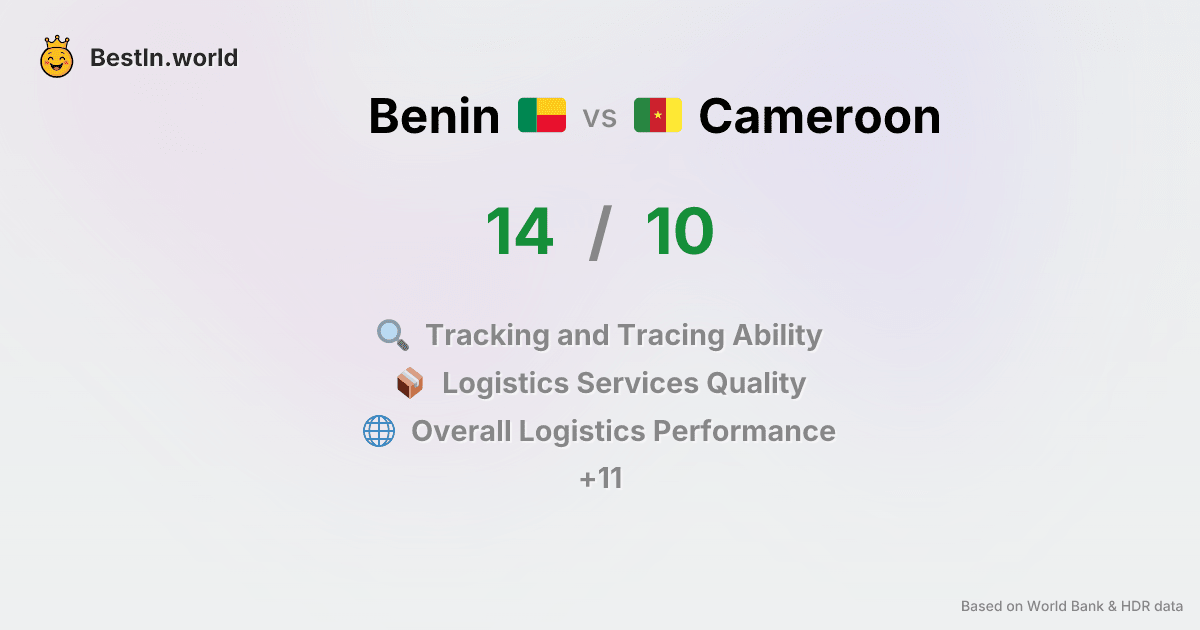 BestIn.world
Benin vs Cameroon
14 / 10
Tracking and Tracing Ability
Logistics Services Quality
Overall Logistics Performance
+11
Based on World Bank & HDR data